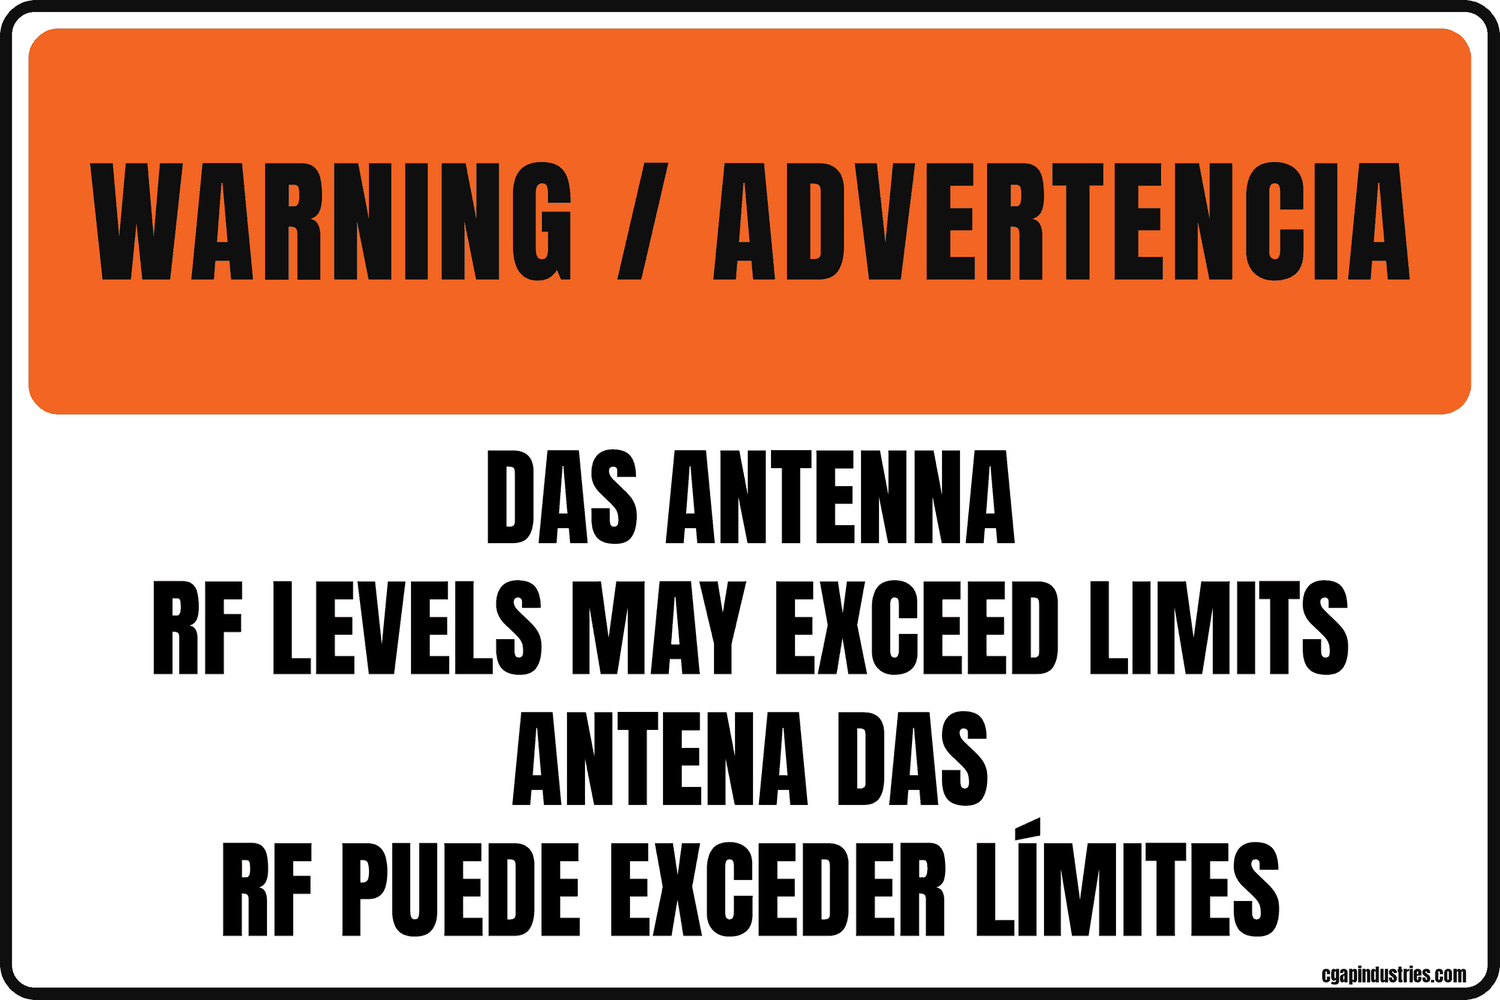 WARNING / ADVERTENCIA
DAS ANTENNA
RF LEVELS MAY EXCEED LIMITS
ANTENA DAS
RF PUEDE EXCEDER LÍMITES
cgapindustries.com